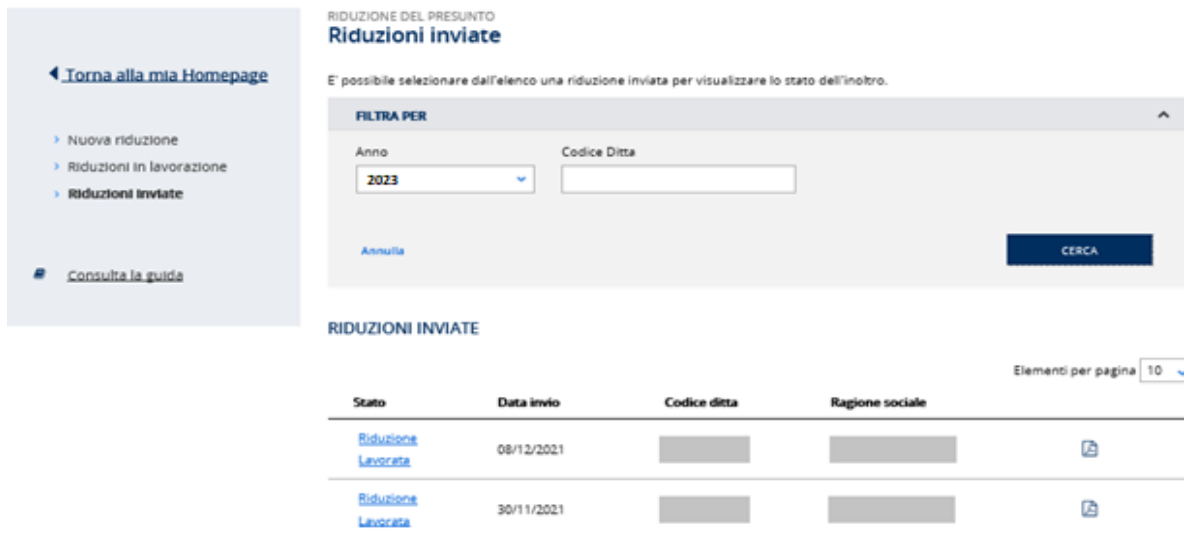 Torna alla mia Homepage
Nuova riduzione
Riduzioni in lavorazione
Riduzioni inviate
Consulta la guida
RIDUZIONE DEL PRESUNTO
Riduzioni inviate
E' possibile selezionare dall'elenco una riduzione inviata per visualizzare lo stato dell'inoltro.
FILTRA PER
Anno Codice Ditta
2023
Annulla CERCA
RIDUZIONI INVIATE
Elementi per pagina 10
Stato Data invio Codice ditta Ragione sociale
Riduzione
Lavorata
08/12/2021
Riduzione
Lavorata
30/11/2021